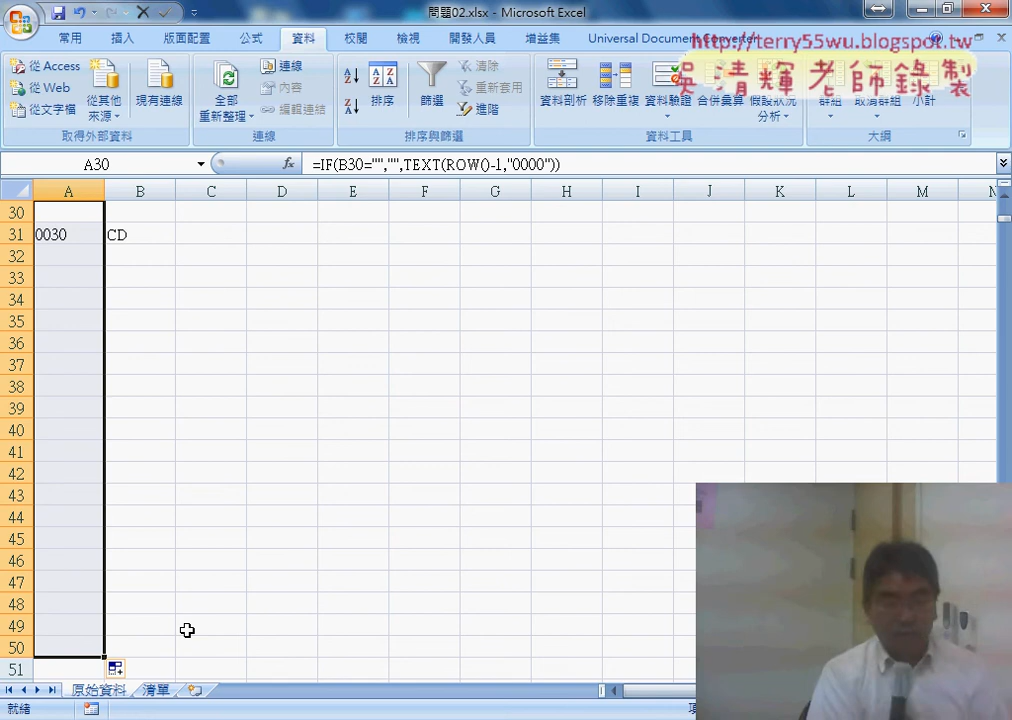 問題02.xlsx - Microsoft Excel
常用 插入 版面配置 公式 資料 校閱 檢視 開發人員 增益集 Universal Document Converter
http://terry55wu.blogspot.tw
吳清輝老師錄製
從 Access
從 Web
從文字檔
從其他
來源
現有連線
取得外部資料
全部
重新整理
連線
內容
編輯連結
連線
排序
篩選
清除
重新套用
進階
排序與篩選
資料剖析 移除重複 資料驗證 合併彙算 假設狀況
分析
資料工具
群組 取消群組 小計
大綱
A30 fx =IF(B30="","",TEXT(ROW()-1,"0000"))
A B C D E F G H I J K L M N
30
31 0030 CD
32
33
34
35
36
37
38
39
40
41
42
43
44
45
46
47
48
49
50
51
原始資料 清單
就緒